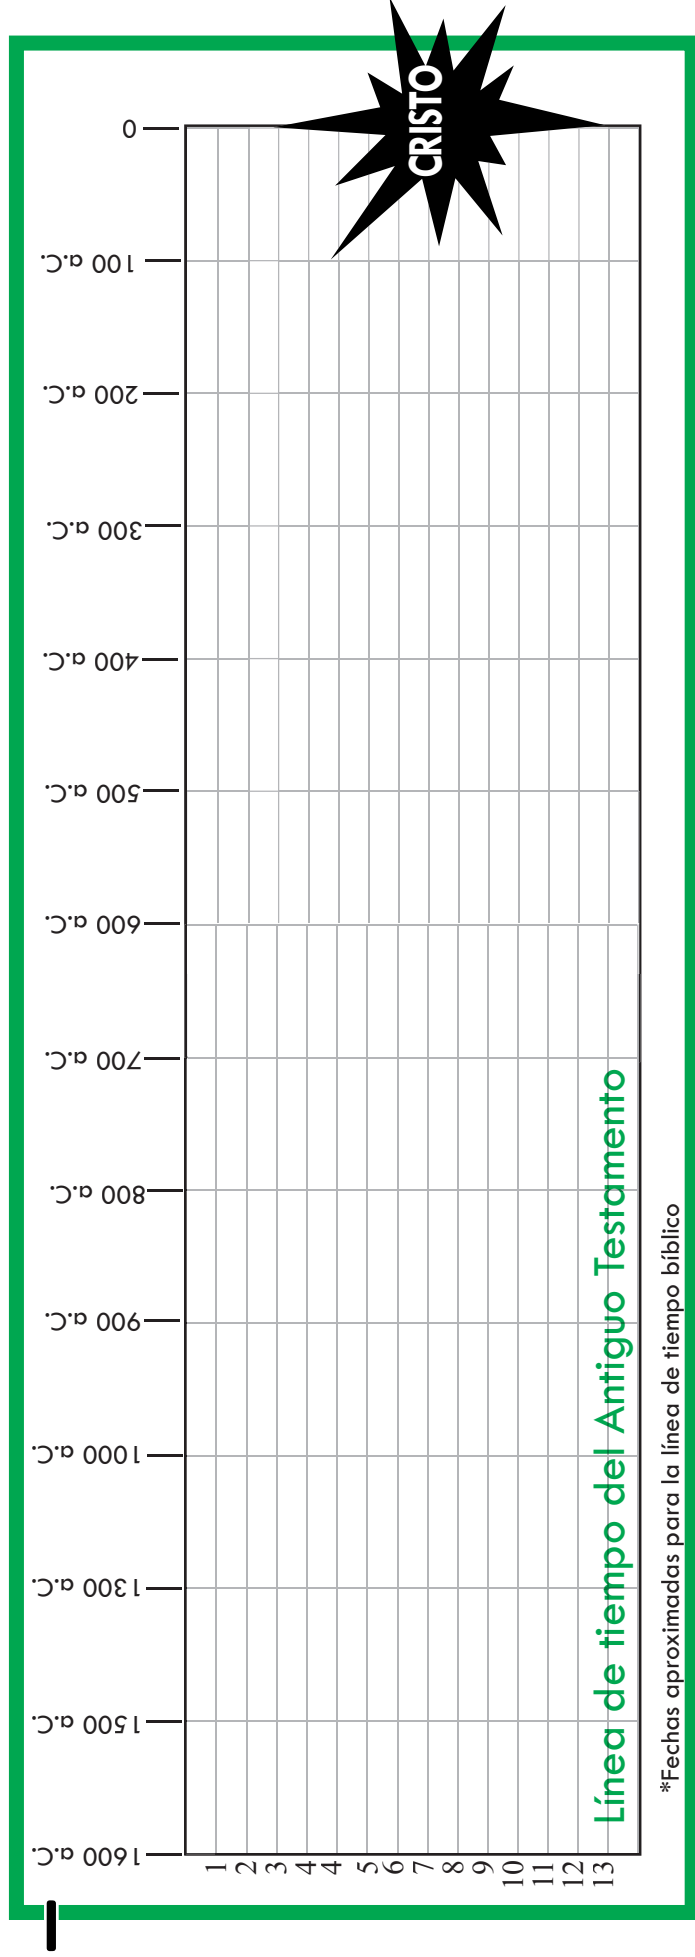 CRISTO
0
100 a.C.
200 a.C.
300 a.C.
400 a.C.
500 a.C.
600 a.C.
700 a.C.
800 a.C.
900 a.C.
1000 a.C.
1300 a.C.
1500 a.C.
1600 a.C.
1
2
3
4
4
5
6
7
8
9
10
11
12
13
Línea de tiempo del Antiguo Testamento
*Fechas aproximadas para la línea de tiempo bíblico